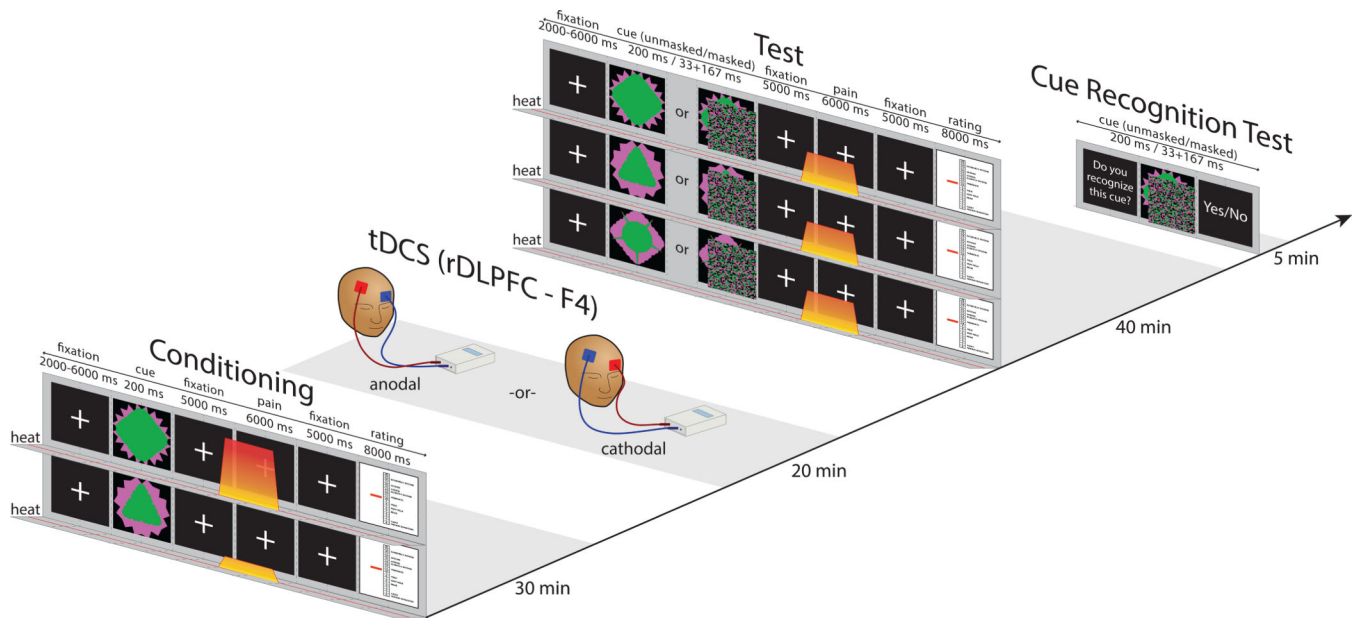 Conditioning
fixation
2000-6000 ms
cue
200 ms
fixation
5000 ms
pain
6000 ms
fixation
5000 ms
rating
8000 ms
heat
heat
30 min
tDCS (rDLPFC - F4)
anodal
-or-
cathodal
20 min
Test
fixation
2000-6000 ms
cue (unmasked/masked)
200 ms / 33+167 ms
fixation
5000 ms
pain
6000 ms
fixation
5000 ms
rating
8000 ms
heat
or
heat
or
heat
or
40 min
Cue Recognition Test
cue (unmasked/masked)
200 ms / 33+167 ms
Do you
recognize
this cue?
Yes/No
5 min